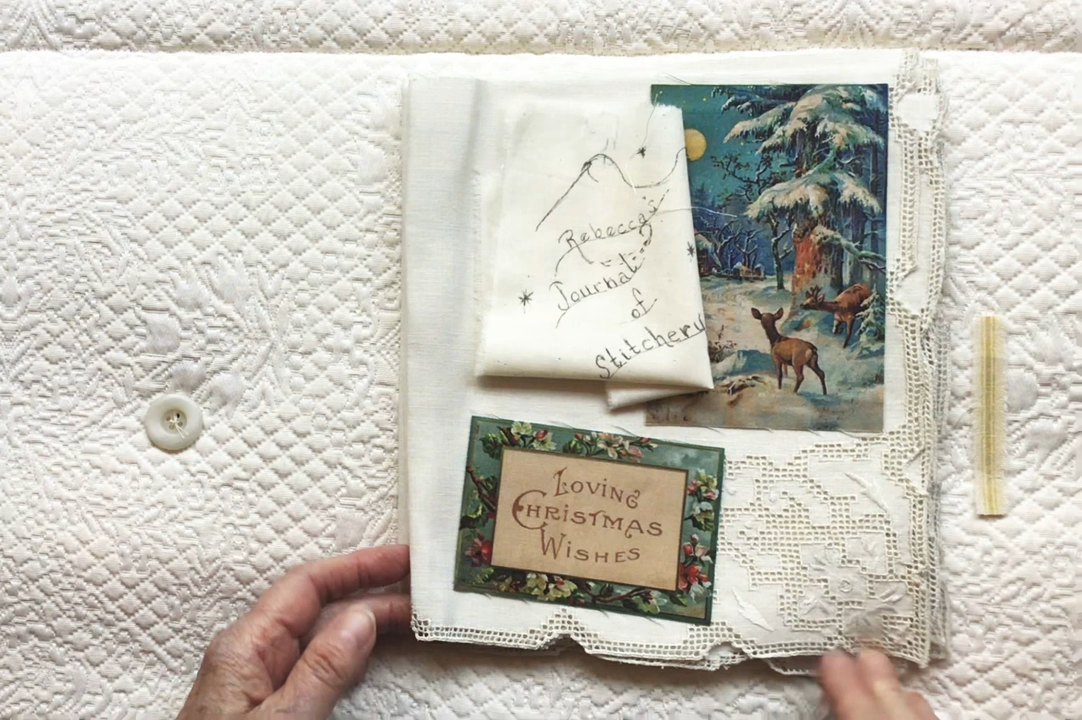 Rebecca's
Journal
of
Stitchery
Loving
Christmas
Wishes